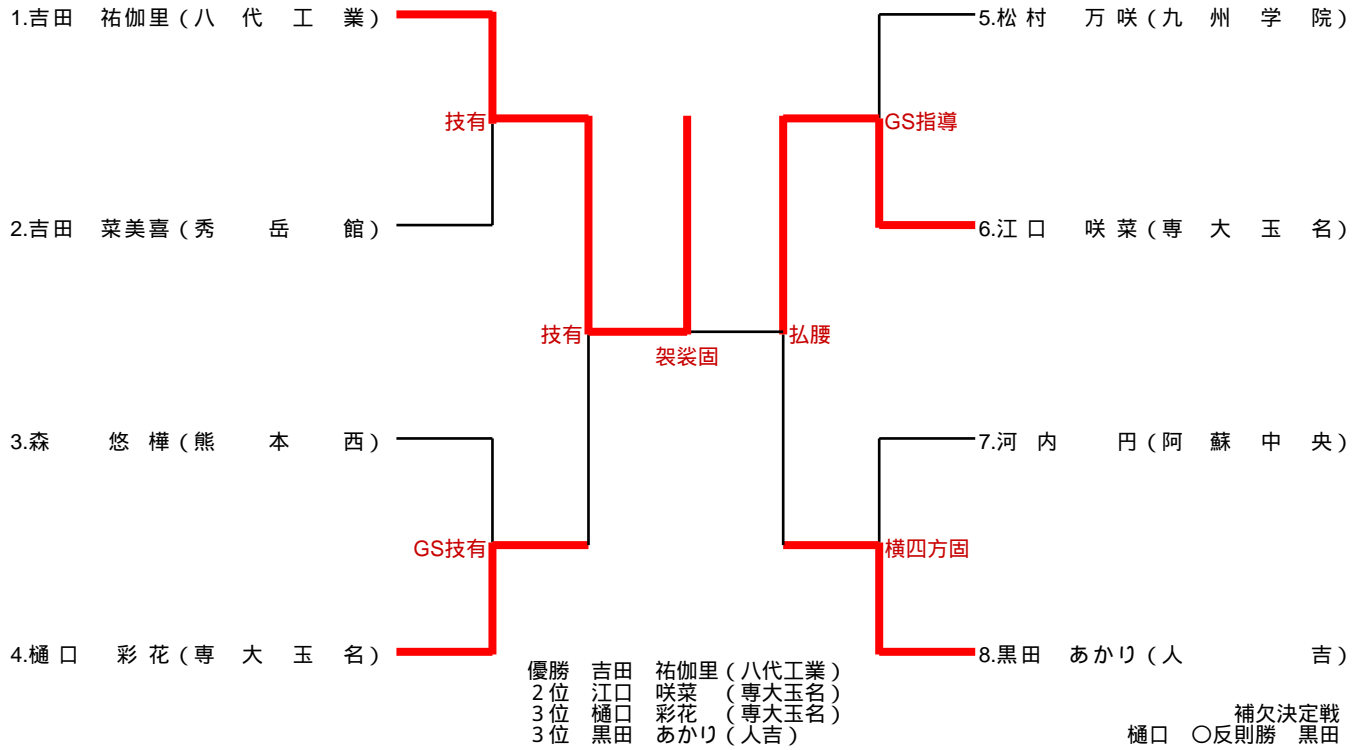 1.吉田　祐伽里（八代工業）
5.松村　万咲（九州学院）
技有
GS指導
2.吉田　菜美喜（秀岳館）
6.江口　咲菜（専大玉名）
技有
払腰
袈裟固
3.森　悠樺（熊本西）
7.河内　円（阿蘇中央）
GS技有
横四方固
4.樋口　彩花（専大玉名）
8.黒田　あかり（人吉）
優勝　吉田　祐伽里（八代工業）
2位　江口　咲菜　（専大玉名）
3位　樋口　彩花　（専大玉名）
3位　黒田　あかり（人吉）
補欠決定戦
樋口　〇反則勝　黒田